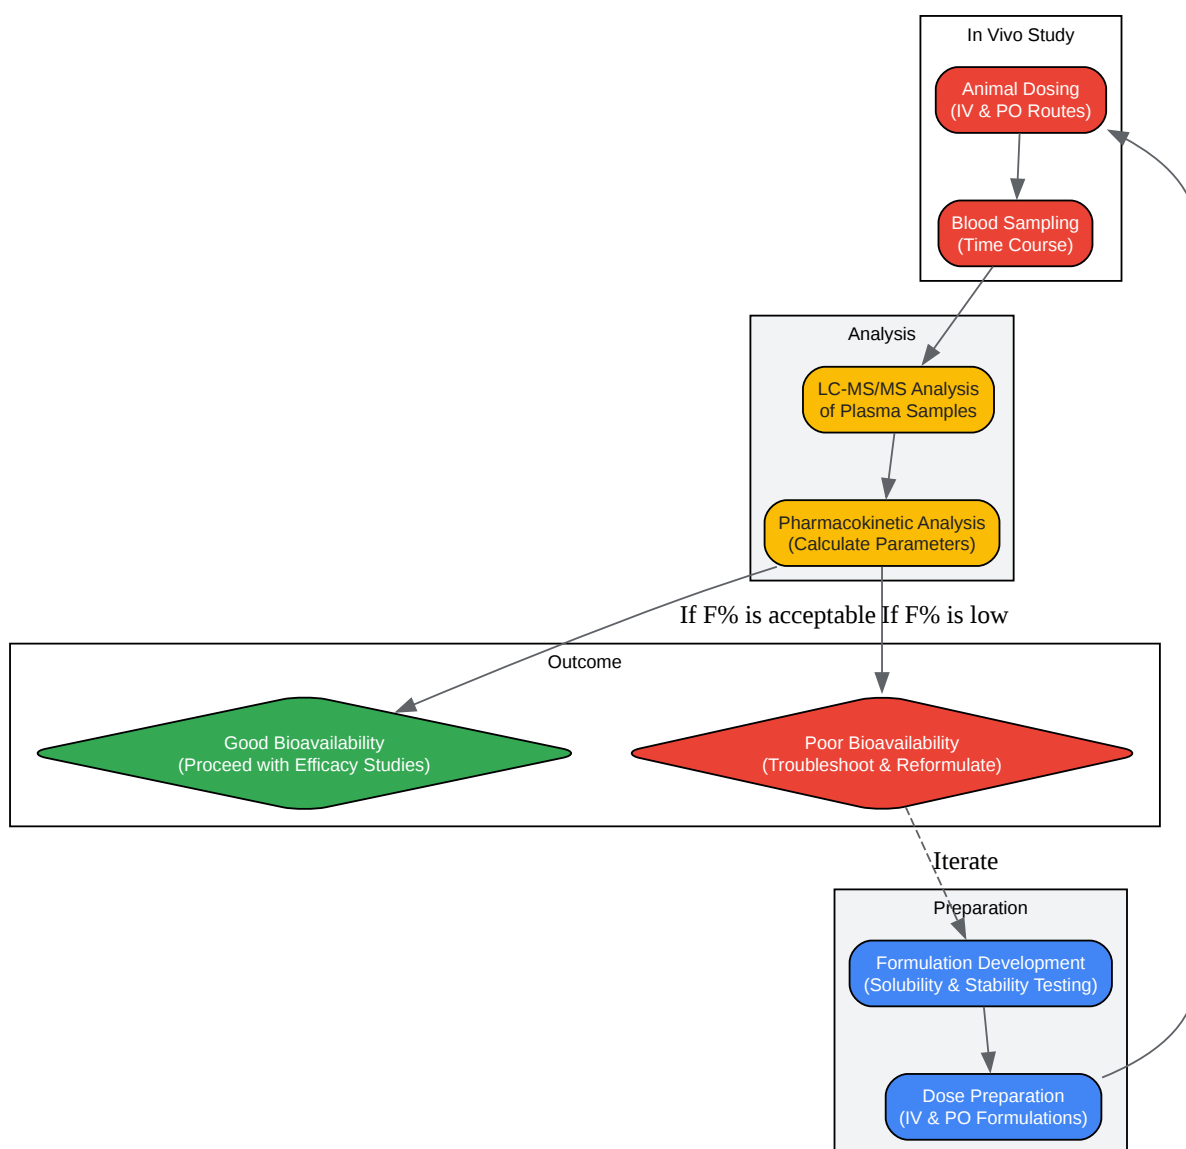 In Vivo Study
Animal Dosing
(IV & PO Routes)
Blood Sampling
(Time Course)
Analysis
LC-MS/MS Analysis
of Plasma Samples
Pharmacokinetic Analysis
(Calculate Parameters)
If F% is acceptable
If F% is low
Outcome
Good Bioavailability
(Proceed with Efficacy Studies)
Poor Bioavailability
(Troubleshoot & Reformulate)
Iterate
Preparation
Formulation Development
(Solubility & Stability Testing)
Dose Preparation
(IV & PO Formulations)